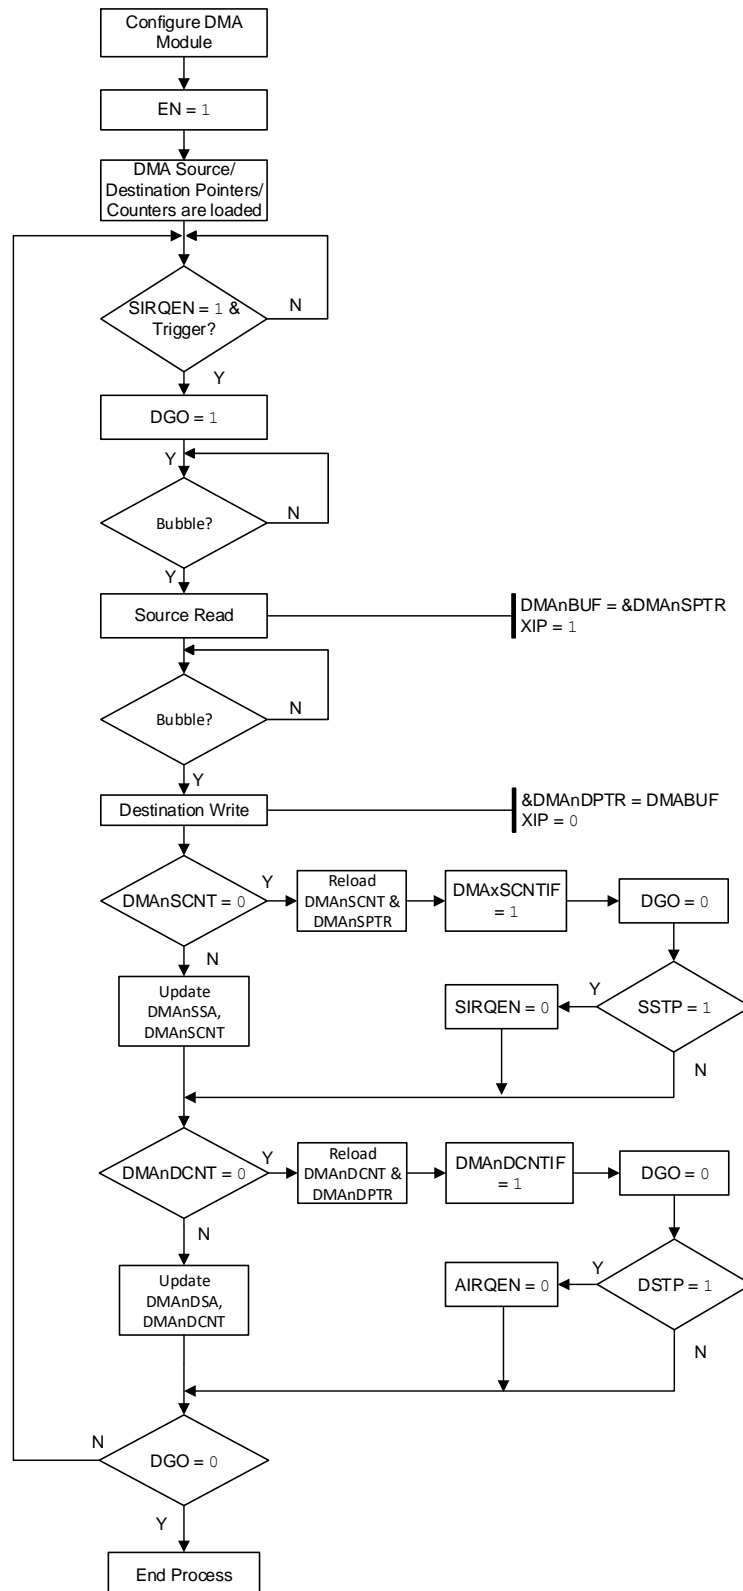 Configure DMA
Module
EN = 1
DMA Source/
Destination Pointers/
Counters are loaded
SIRQEN = 1 &
Trigger?
N
Y
DGO = 1
Y
Bubble?
N
Y
Source Read
DMAnBUF = &DMAnSPTR
XIP = 1
Bubble?
N
Y
Destination Write
&DMAnDPTR = DMABUF
XIP = 0
DMAnSCNT = 0
Y
Reload
DMAnSCNT &
DMAnSPTR
DMAxSCNTIF
= 1
DGO = 0
N
Update
DMAnSSA,
DMAnSCNT
SIRQEN = 0
Y
SSTP = 1
N
DMAnDCNT = 0
Y
Reload
DMAnDCNT &
DMAnDPTR
DMAnDCNTIF
= 1
DGO = 0
N
Update
DMAnDSA,
DMAnDCNT
AIRQEN = 0
Y
DSTP = 1
N
N
DGO = 0
Y
End Process